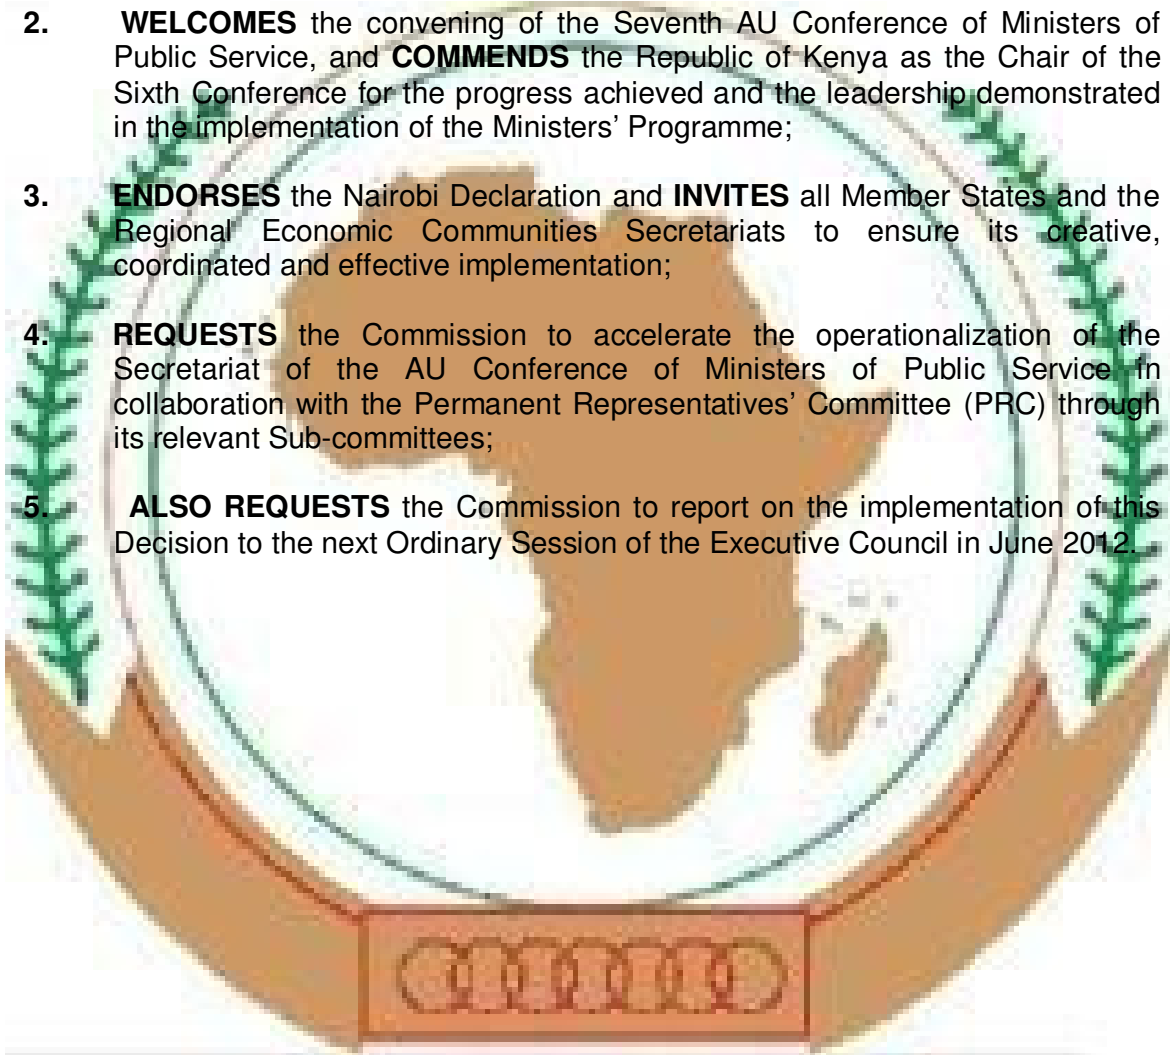 2. WELCOMES the convening of the Seventh AU Conference of Ministers of
Public Service, and COMMENDS the Republic of Kenya as the Chair of the
Sixth Conference for the progress achieved and the leadership demonstrated
in the implementation of the Ministers’ Programme;
3. ENDORSES the Nairobi Declaration and INVITES all Member States and the
Regional Economic Communities Secretariats to ensure its creative,
coordinated and effective implementation;
4. REQUESTS the Commission to accelerate the operationalization of the
Secretariat of the AU Conference of Ministers of Public Service in
collaboration with the Permanent Representatives’ Committee (PRC) through
its relevant Sub-committees;
5. ALSO REQUESTS the Commission to report on the implementation of this
Decision to the next Ordinary Session of the Executive Council in June 2012.